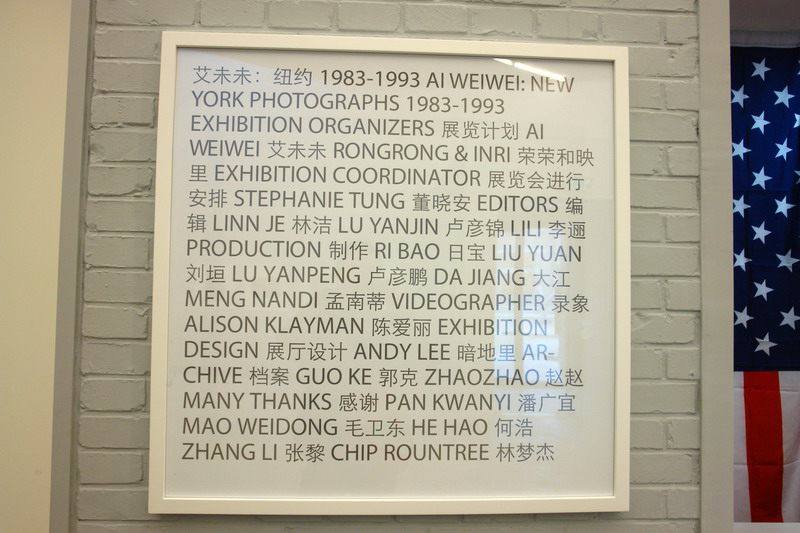 艾未未：纽约 1983-1993 AI WEIWEI: NEW
YORK PHOTOGRAPHS 1983-1993
EXHIBITION ORGANIZERS 展览计划 AI
WEIWEI 艾未未 RONGRONG & INRI 荣荣和映
里 EXHIBITION COORDINATOR 展览会进行
安排 STEPHANIE TUNG 董晓安 EDITORS 编
辑 LINN JE 林洁 LU YANJIN 卢彦锦 LILI 李逦
PRODUCTION 制作 RI BAO 日宝 LIU YUAN
刘垣 LU YANPENG 卢彦鹏 DA JIANG 大江
MENG NANDI 孟南蒂 VIDEOGRAPHER 录象
ALISON KLAYMAN 陈爱丽 EXHIBITION
DESIGN 展厅设计 ANDY LEE 暗地里 AR-
CHIVE 档案 GUO KE 郭克 ZHAOZHAO 赵赵
MANY THANKS 感谢 PAN KWANYI 潘广宜
MAO WEIDONG 毛卫东 HE HAO 何浩
ZHANG LI 张黎 CHIP ROUNTREE 林梦杰